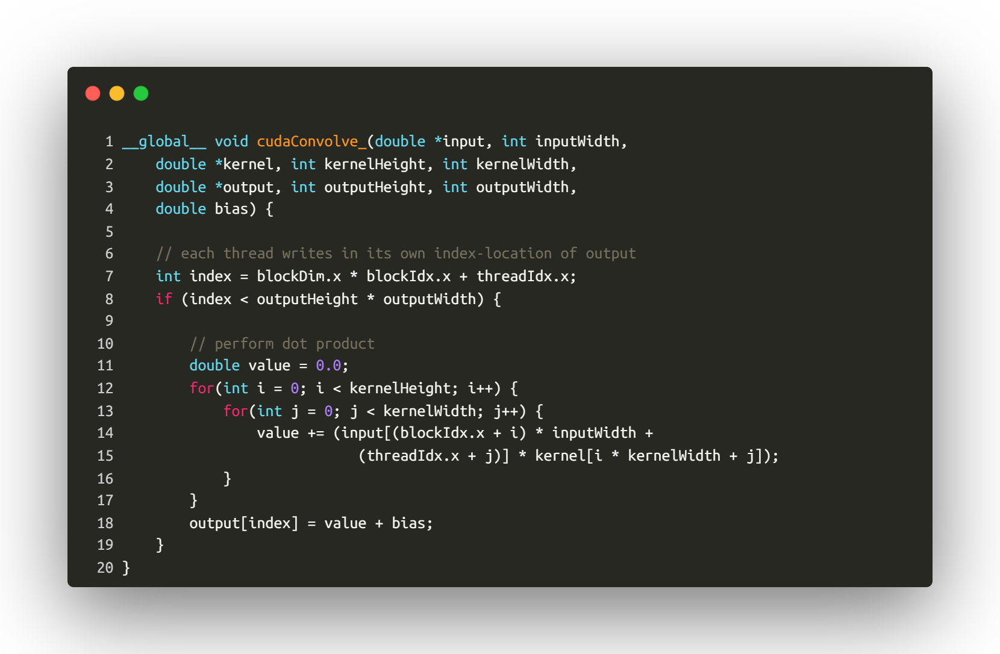 1 __global__ void cudaConvolve_(double *input, int inputWidth,
2     double *kernel, int kernelHeight, int kernelWidth,
3     double *output, int outputHeight, int outputWidth,
4     double bias) {
5
6     // each thread writes in its own index-location of output
7     int index = blockDim.x * blockIdx.x + threadIdx.x;
8     if (index < outputHeight * outputWidth) {
9
10         // perform dot product
11         double value = 0.0;
12         for(int i = 0; i < kernelHeight; i++) {
13             for(int j = 0; j < kernelWidth; j++) {
14                 value += (input[(blockIdx.x + i) * inputWidth +
15                             (threadIdx.x + j)] * kernel[i * kernelWidth + j]);
16             }
17         }
18         output[index] = value + bias;
19     }
20 }